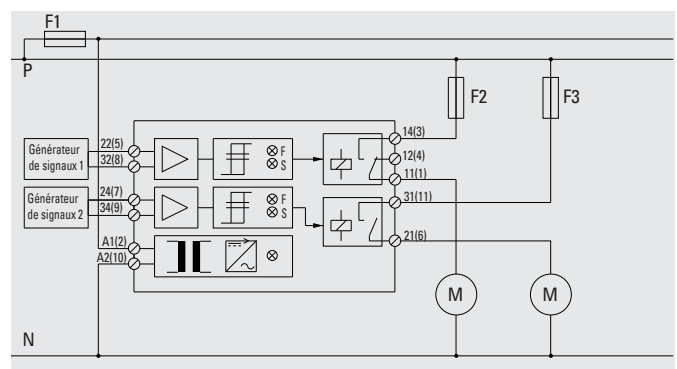 F1
P
F2
F3
Générateur
de signaux 1
22(5)
32(8)
F
S
14(3)
12(4)
11(1)
Générateur
de signaux 2
24(7)
34(9)
F
S
31(11)
21(6)
A1(2)
A2(10)
M
M
N